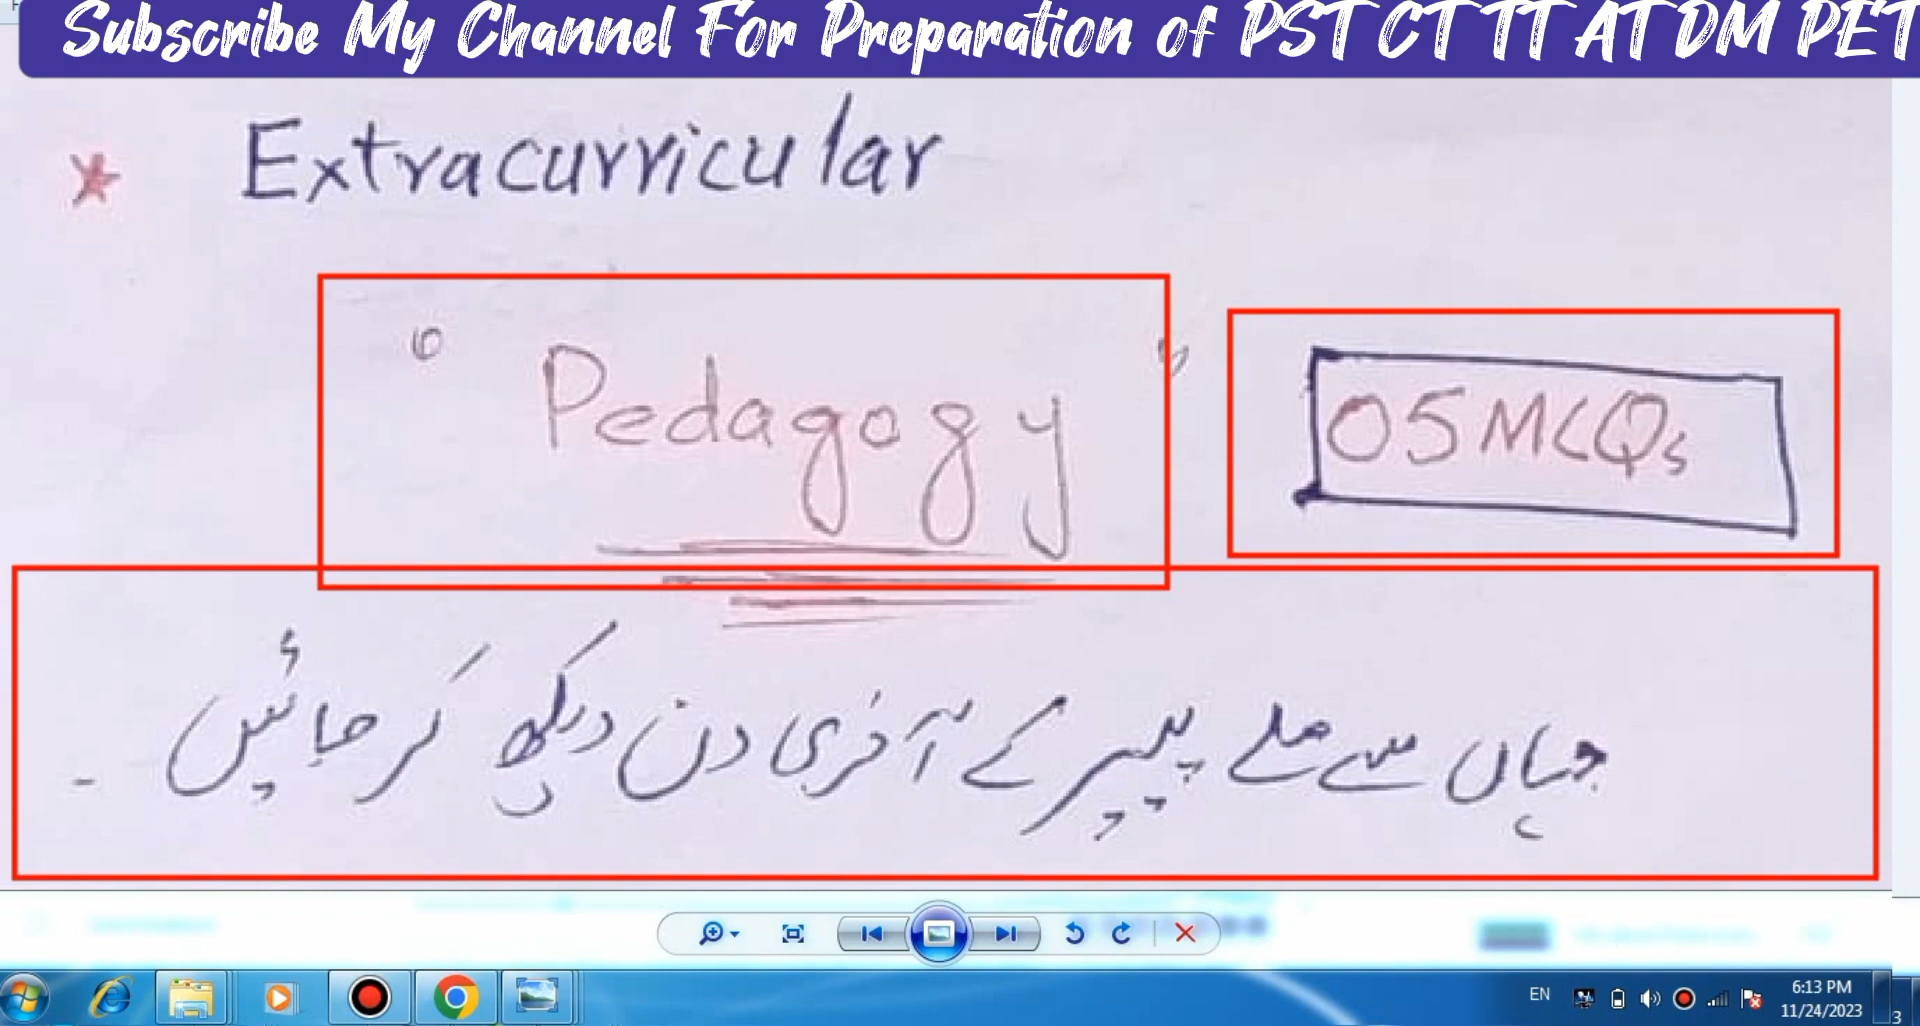 Subscribe My Channel For Preparation of PST CT TT AT DM PET
Extracurricular
" Pedagogy "
05 MCQs
جہاں سے ملے پیپر کے آخری دن دیکھ کر جائیں ۔
EN
6:13 PM
11/24/2023
3